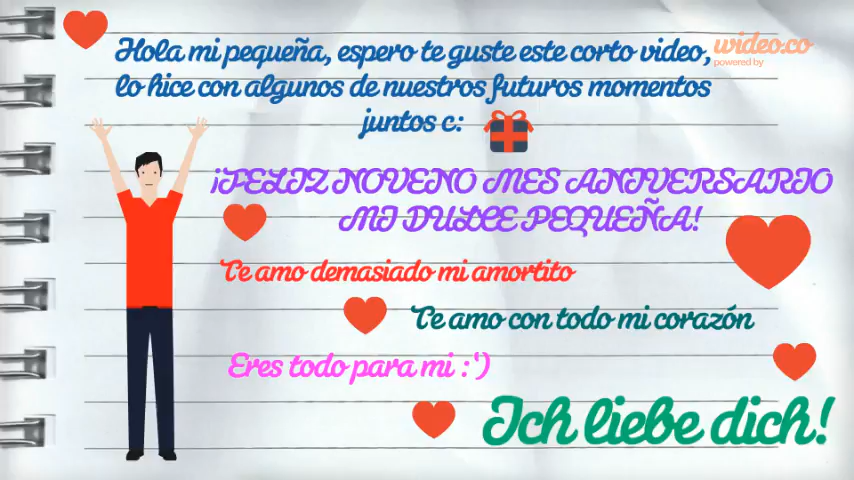 Hola mi pequeña, espero te guste este corto video,
lo hice con algunos de nuestros futuros momentos
juntos c:
wideo.co
powered by
¡FELIZ NOVENO MES ANIVERSARIO
MI DULCE PEQUEÑA!
Te amo demasiado mi amortito
Te amo con todo mi corazón
Eres todo para mi :')
Ich liebe dich!